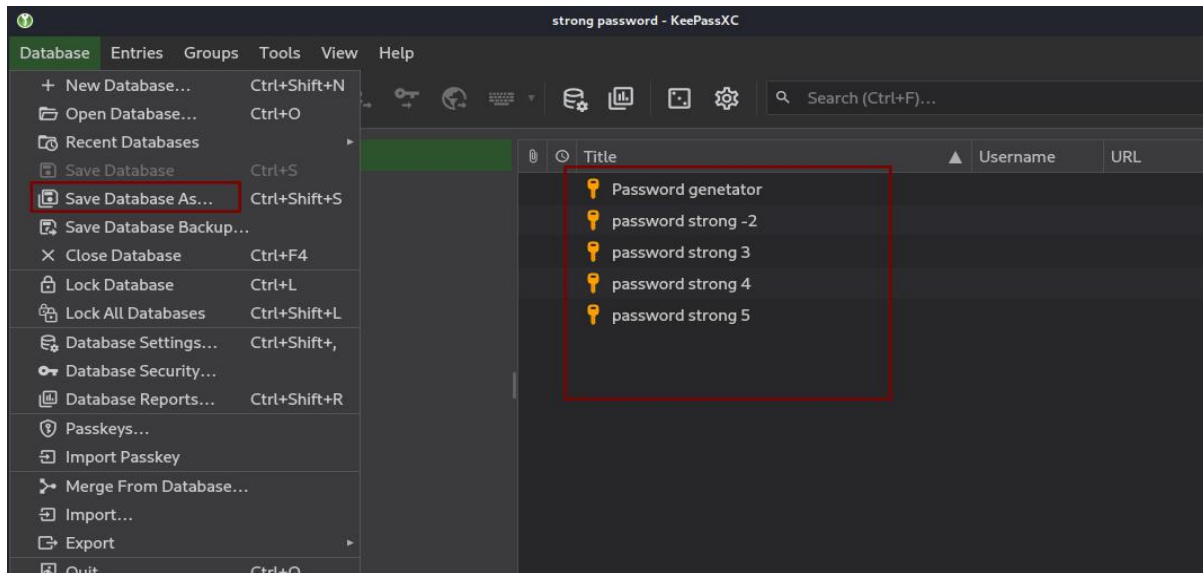 strong password - KeePassXC
Database Entries Groups Tools View Help
New Database... Ctrl+Shift+N
Open Database... Ctrl+O
Search (Ctrl+F)...
Recent Databases
Save Database Ctrl+S
Save Database As... Ctrl+Shift+S
Save Database Backup...
Close Database Ctrl+F4
Lock Database Ctrl+L
Lock All Databases Ctrl+Shift+L
Database Settings... Ctrl+Shift+,
Database Security...
Database Reports... Ctrl+Shift+R
Passkeys...
Import Passkey
Merge From Database...
Import...
Export
Quit Ctrl+Q
Title Username URL
Password genetator
password strong -2
password strong 3
password strong 4
password strong 5